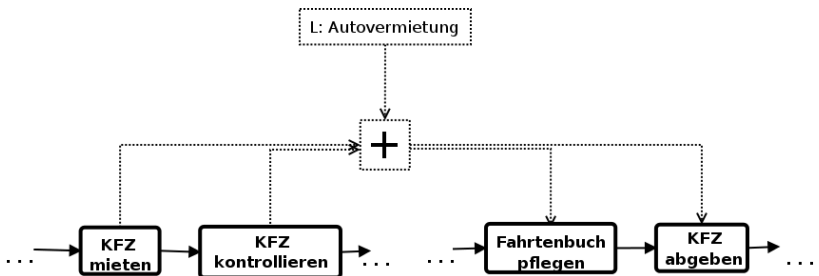 L: Autovermietung
+
KFZ
mieten
KFZ
kontrollieren
Fahrtenbuch
pflegen
KFZ
abgeben
. . .
. . .
. . .
. . .